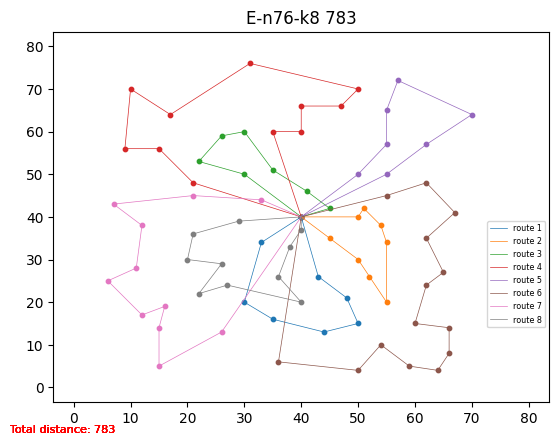 E-n76-k8 783
80
70
60
50
40
30
20
10
0
0 10 20 30 40 50 60 70 80
route 1
route 2
route 3
route 4
route 5
route 6
route 7
route 8
Total distance: 783